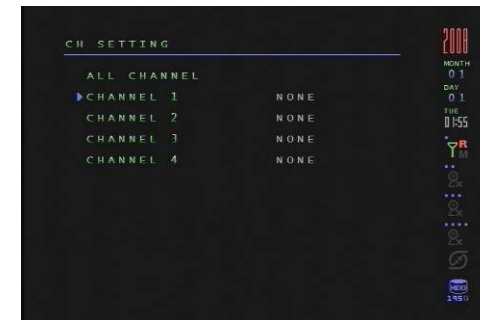 CH SETTING
ALL CHANNEL
CHANNEL 1 NONE
CHANNEL 2 NONE
CHANNEL 3 NONE
CHANNEL 4 NONE
2008
MONTH
01
DAY
01
TUE
01:55
R
M
HDD
195G